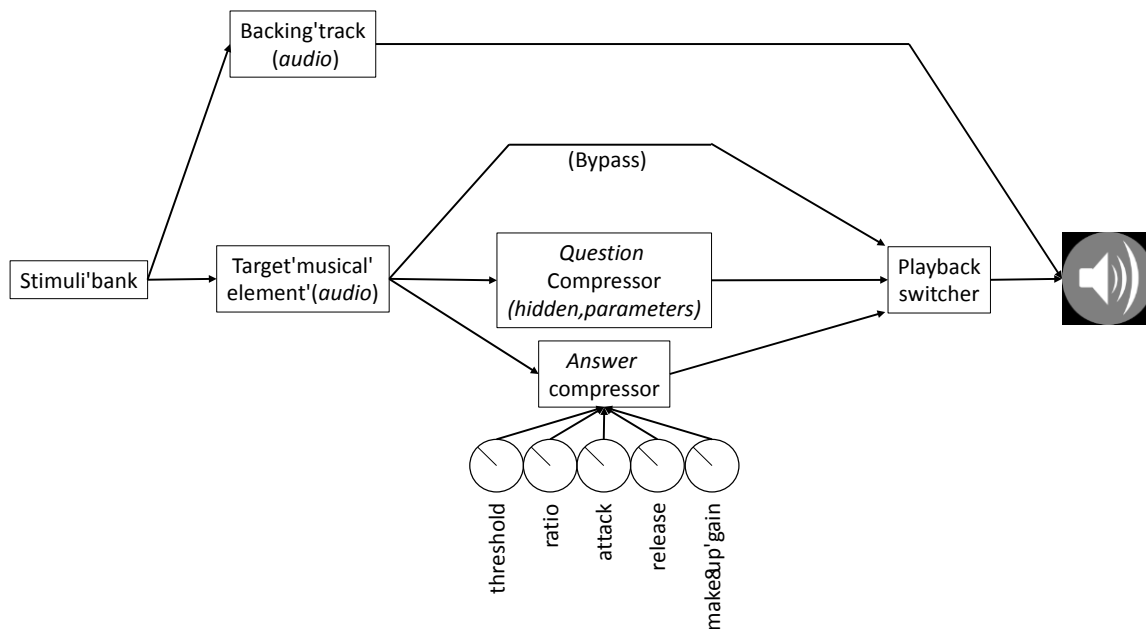 Backing'track
(audio)
(Bypass)
Stimuli'bank
Target'musical'
element'(audio)
Question
Compressor
(hidden,parameters)
Playback
switcher
Answer
compressor
threshold
ratio
attack
release
make8up'gain